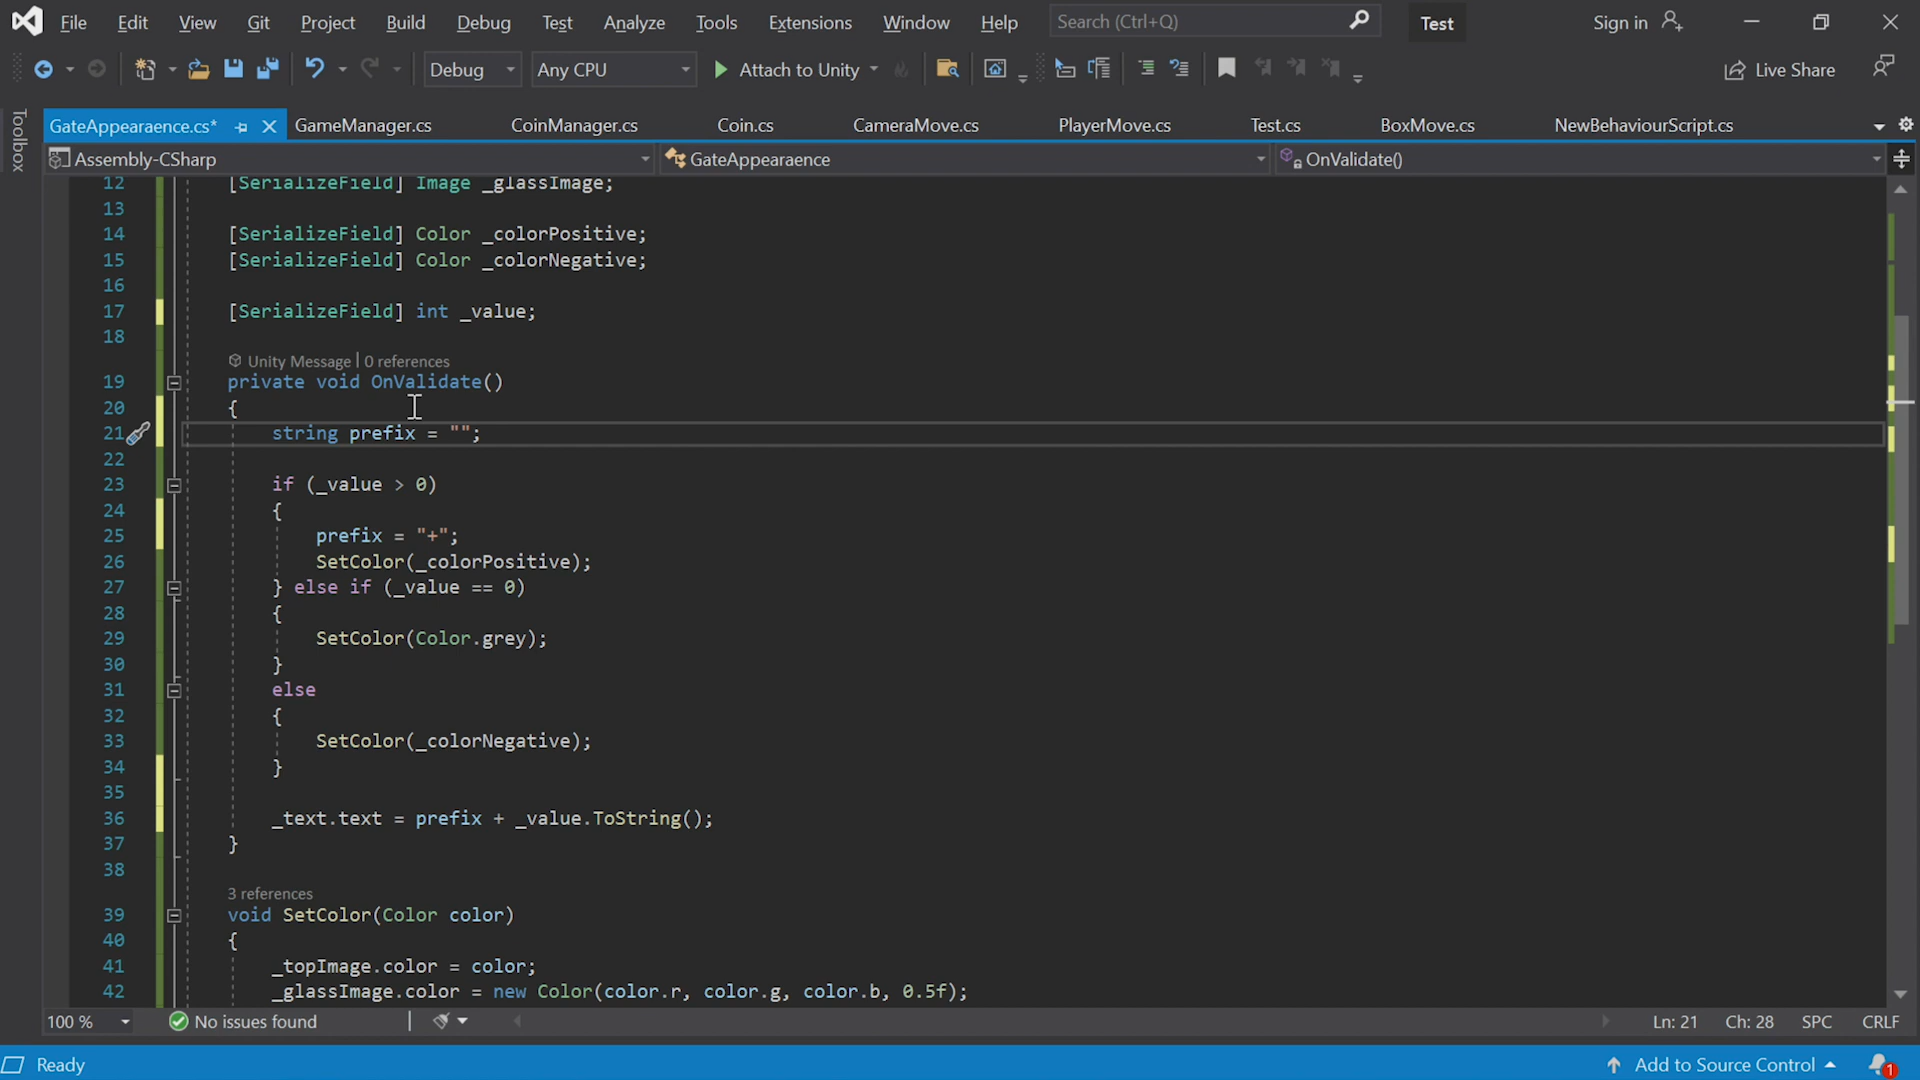 File Edit View Git Project Build Debug Test Analyze Tools Extensions Window Help Search (Ctrl+Q) Test Sign in
Debug Any CPU Attach to Unity Live Share
Toolbox
GateAppearaence.cs* GameManager.cs CoinManager.cs Coin.cs CameraMove.cs PlayerMove.cs Test.cs BoxMove.cs NewBehaviourScript.cs
Assembly-CSharp GateAppearaence OnValidate()
12 [SerializeField] Image _glassImage;
13
14 [SerializeField] Color _colorPositive;
15 [SerializeField] Color _colorNegative;
16
17 [SerializeField] int _value;
18
Unity Message | 0 references
19 private void OnValidate()
20 {
21 string prefix = "";
22
23 if (_value > 0)
24 {
25 prefix = "+";
26 SetColor(_colorPositive);
27 } else if (_value == 0)
28 {
29 SetColor(Color.grey);
30 }
31 else
32 {
33 SetColor(_colorNegative);
34 }
35
36 _text.text = prefix + _value.ToString();
37 }
38
3 references
39 void SetColor(Color color)
40 {
41 _topImage.color = color;
42 _glassImage.color = new Color(color.r, color.g, color.b, 0.5f);
100 % No issues found Ln: 21 Ch: 28 SPC CRLF
Ready Add to Source Control 1